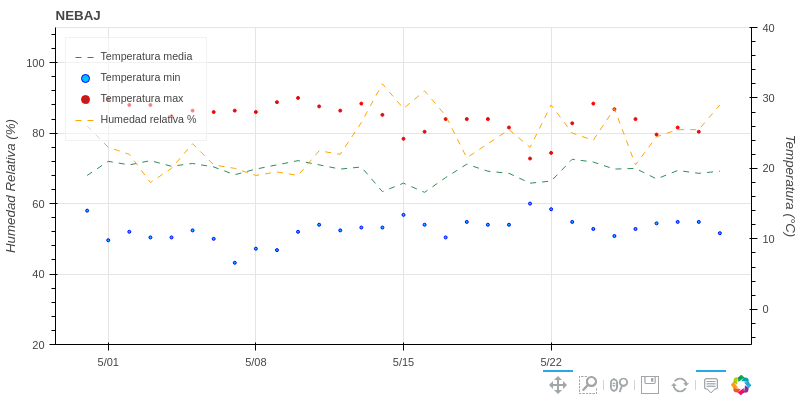 NEBAJ
Temperatura media
Temperatura min
Temperatura max
Humedad relativa %
Humedad Relativa (%)
100
80
60
40
20
Temperatura (°C)
40
30
20
10
0
5/01
5/08
5/15
5/22